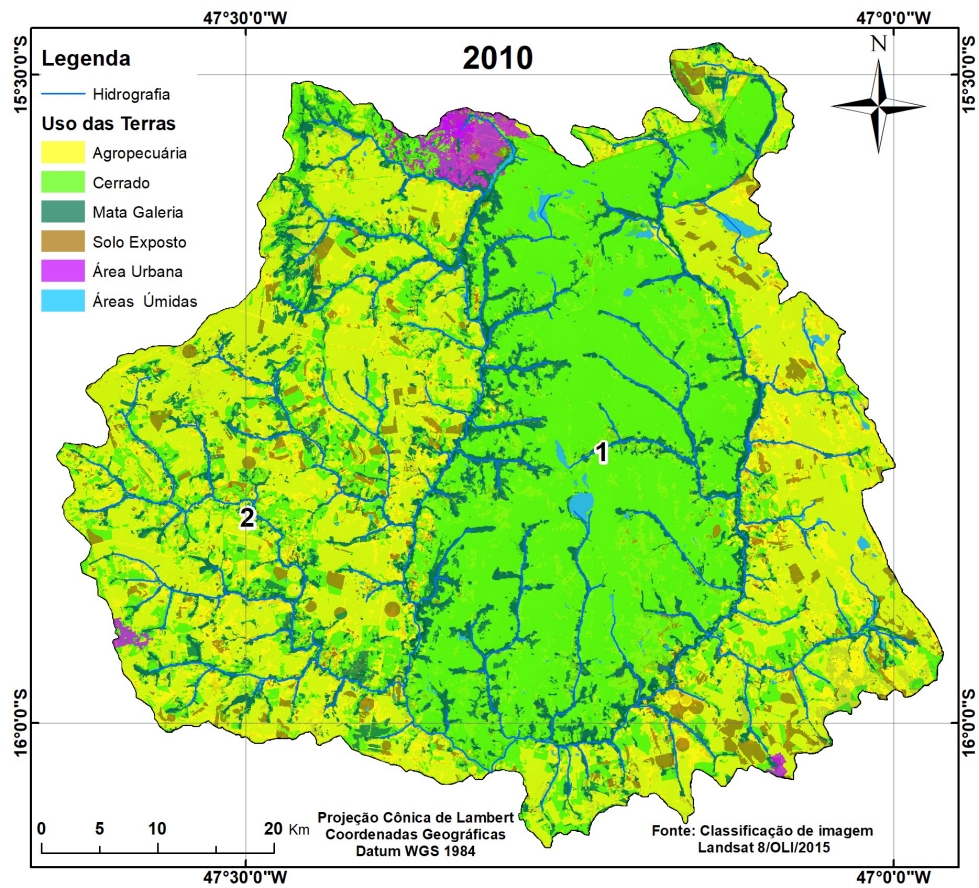 47°30'0"W
47°0'0"W
2010
N
15°30'0"S
15°30'0"S
Legenda
Hidrografia
Uso das Terras
Agropecuária
Cerrado
Mata Galeria
Solo Exposto
Área Urbana
Áreas Úmidas
1
2
16°0'0"S
16°0'0"S
0 5 10 20 Km
Projeção Cônica de Lambert
Coordenadas Geográficas
Datum WGS 1984
Fonte: Classificação de imagem
Landsat 8/OLI/2015
47°30'0"W
47°0'0"W